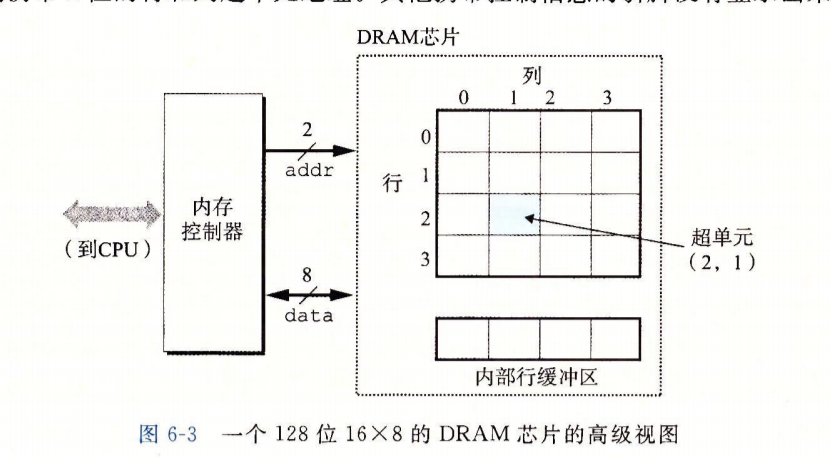 DRAM芯片
列
0 1 2 3
0
2
addr
行
1
内存
控制器
2
超单元
(2, 1)
(到CPU)
3
8
data
内部行缓冲区
图 6-3 一个 128 位 16×8 的 DRAM 芯片的高级视图